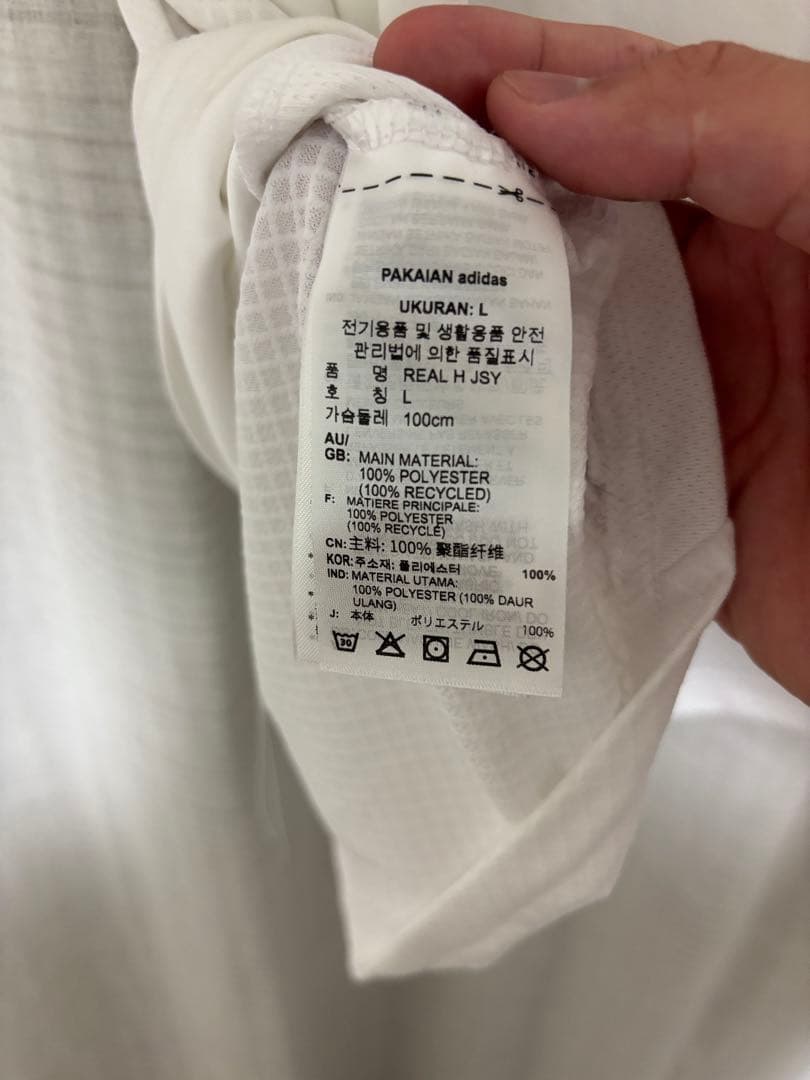 PAKAIAN adidas
UKURAN: L
전기용품 및 생활용품 안전
관리법에 의한 품질표시
품 명 REAL H JSY
호 칭 L
가슴둘레 100cm
AU/
GB: MAIN MATERIAL:
100% POLYESTER
(100% RECYCLED)
F: MATIERE PRINCIPALE:
100% POLYESTER
(100% RECYCLE)
CN: 主料: 100% 聚酯纤维
KOR: 주소재: 폴리에스터 100%
IND: MATERIAL UTAMA:
100% POLYESTER (100% DAUR
ULANG)
J: 本体 ポリエステル 100%
30